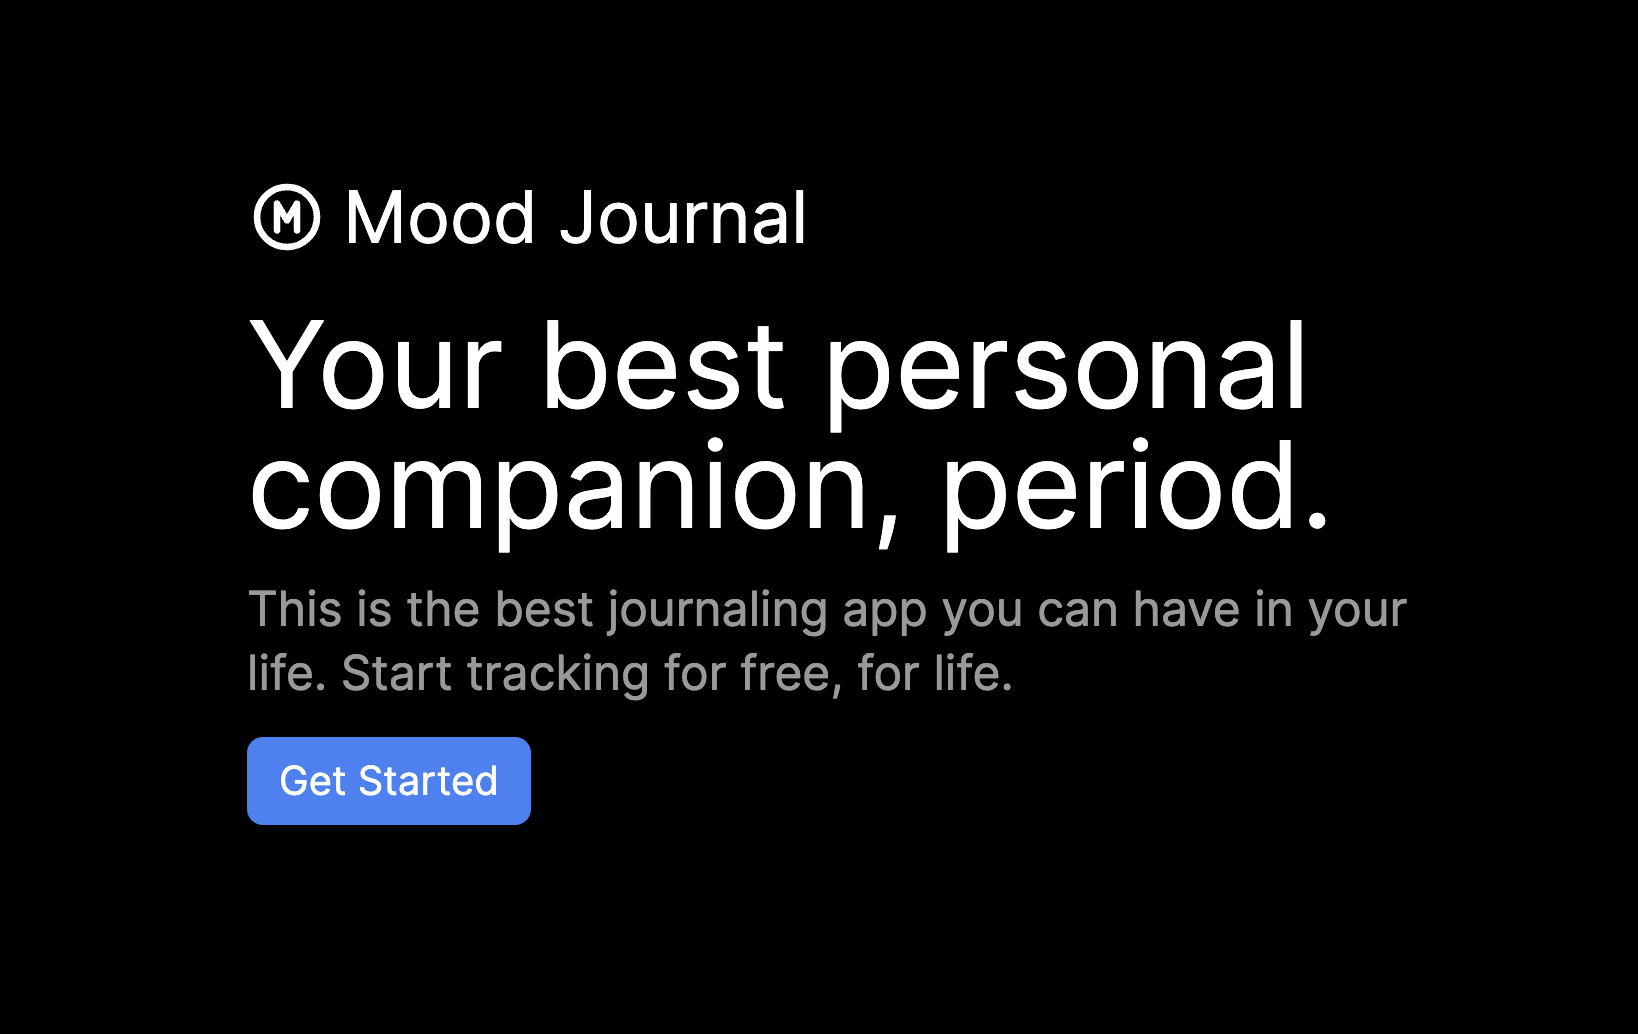 M Mood Journal
Your best personal
companion, period.
This is the best journaling app you can have in your
life. Start tracking for free, for life.
Get Started